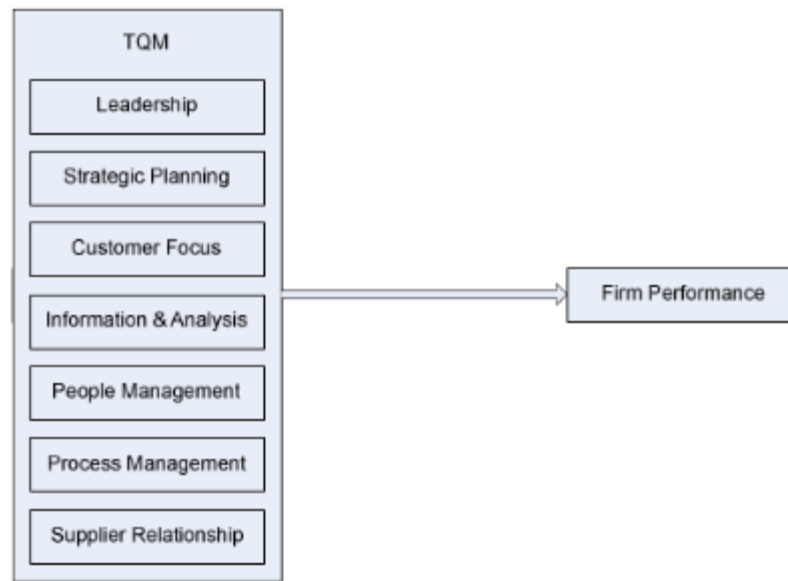 TQM
Leadership
Strategic Planning
Customer Focus
Information & Analysis
People Management
Process Management
Supplier Relationship
Firm Performance